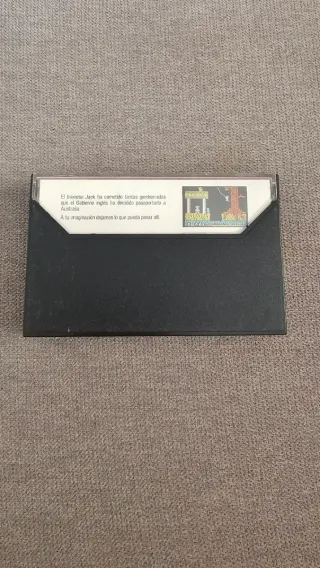 El travieso Jack ha cometido tantas gamberradas
que el Gobierno inglés ha decidido pasaportarlo a
Australia.
A tu imaginación dejamos lo que pueda pasar allí.